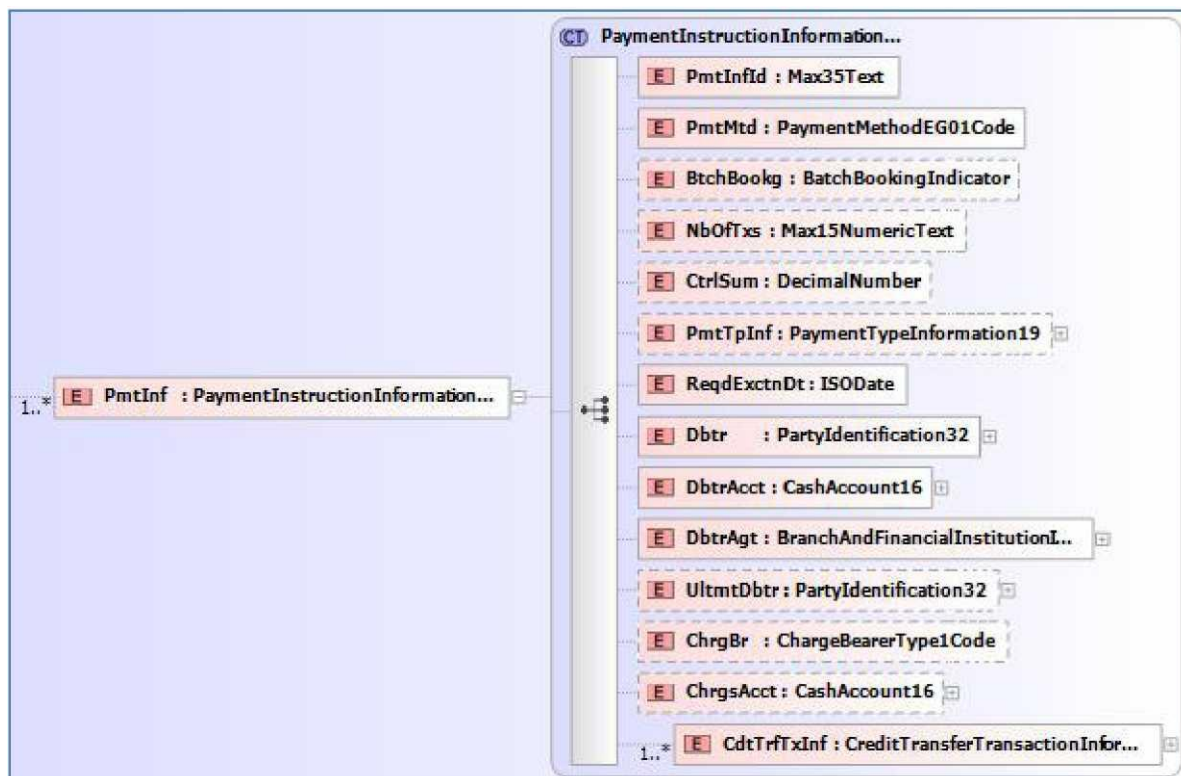 CT PaymentInstructionInformation...
E PmtInfId : Max35Text
E PmtMtd : PaymentMethodEG01Code
E BtchBookg : BatchBookingIndicator
E NbOfTxs : Max15NumericText
E CtrlSum : DecimalNumber
E PmtTpInf : PaymentTypeInformation19
E ReqdExctnDt : ISODate
1..* E PmtInf : PaymentInstructionInformation...
E Dbtr : PartyIdentification32
E DbtrAcct : CashAccount16
E DbtrAgt : BranchAndFinancialInstitutionI...
E UltmtDbtr : PartyIdentification32
E ChrgBr : ChargeBearerType1Code
E ChrgsAcct : CashAccount16
1..* E CdtTrfTxInf : CreditTransferTransactionInfor...